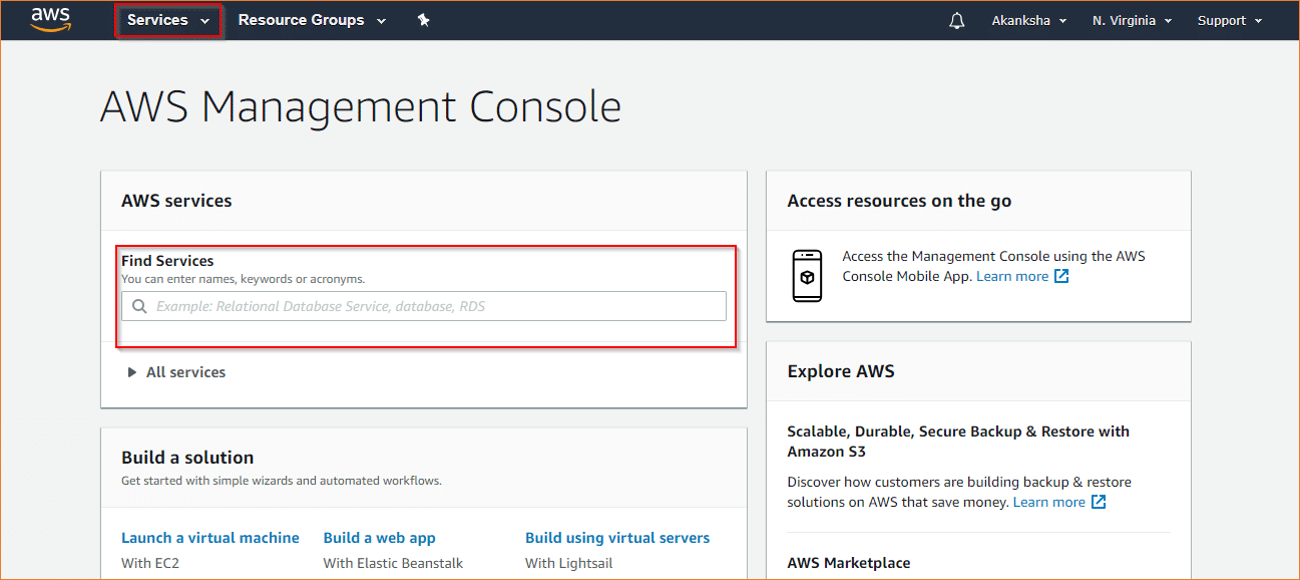 aws Services Resource Groups Akanksha N. Virginia Support
AWS Management Console
AWS services
Find Services
You can enter names, keywords or acronyms.
Example: Relational Database Service, database, RDS
All services
Build a solution
Get started with simple wizards and automated workflows.
Launch a virtual machine Build a web app Build using virtual servers
With EC2 With Elastic Beanstalk With Lightsail
Access resources on the go
Access the Management Console using the AWS
Console Mobile App. Learn more
Explore AWS
Scalable, Durable, Secure Backup & Restore with
Amazon S3
Discover how customers are building backup & restore
solutions on AWS that save money. Learn more
AWS Marketplace